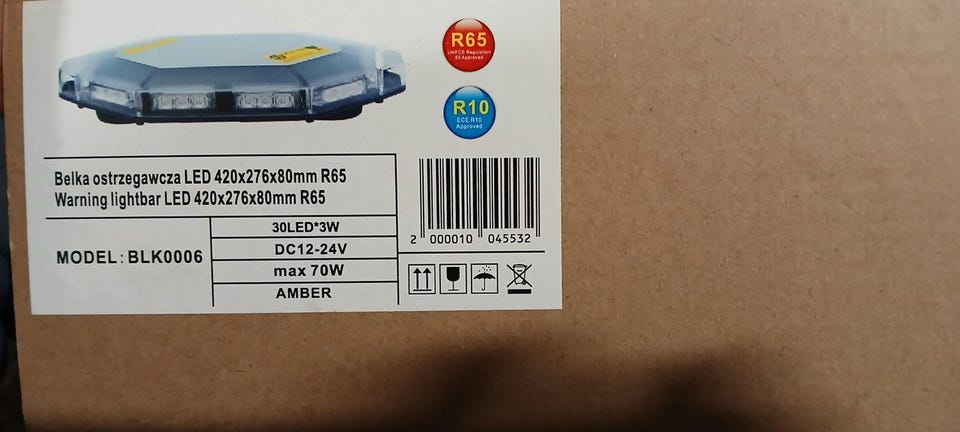 R65
UNECE Regulation
65 Approved
R10
ECE R10
Approved
Belka ostrzegawcza LED 420x276x80mm R65
Warning lightbar LED 420x276x80mm R65
MODEL: BLK0006
30LED*3W
DC12-24V
max 70W
AMBER
2 000010 045532